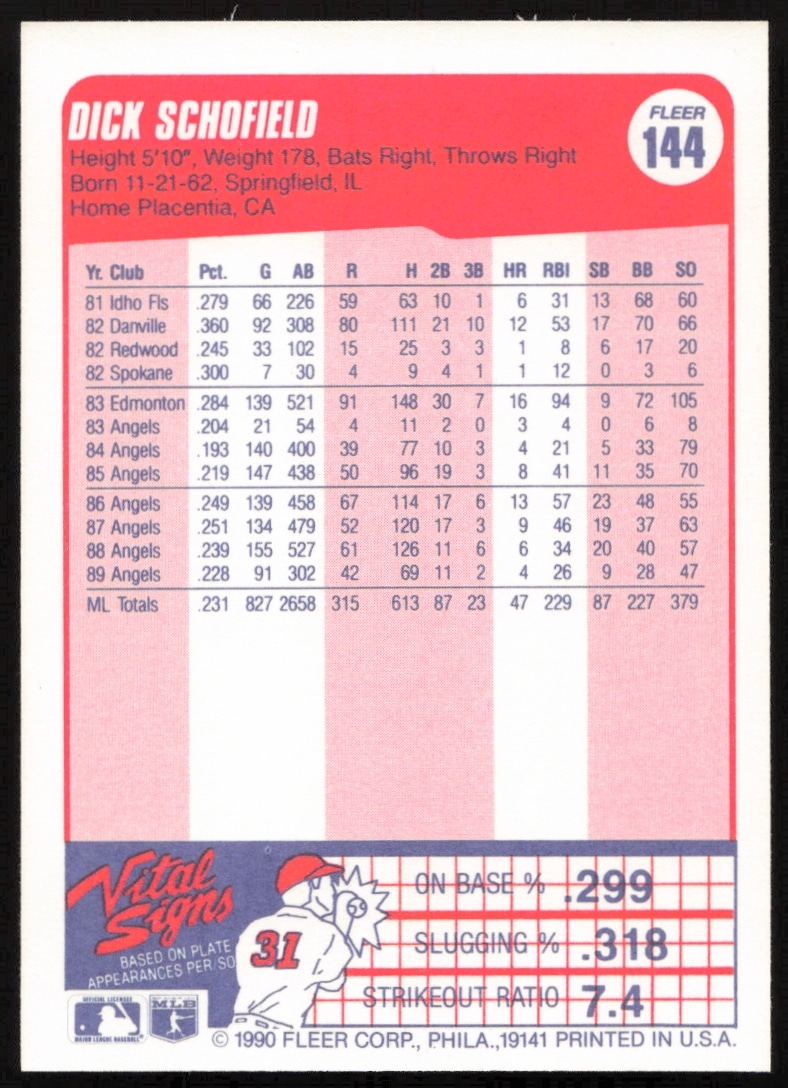 DICK SCHOFIELD
FLEER
144
Height 5'10", Weight 178, Bats Right, Throws Right
Born 11-21-62, Springfield, IL
Home Placentia, CA
Yr. Club Pct. G AB R H 2B 3B HR RBI SB BB SO
81 Idho Fls .279 66 226 59 63 10 1 6 31 13 68 60
82 Danville .360 92 308 80 111 21 10 12 53 17 70 66
82 Redwood .245 33 102 15 25 3 3 1 8 6 17 20
82 Spokane .300 7 30 4 9 4 1 1 12 0 3 6
83 Edmonton .284 139 521 91 148 30 7 16 94 9 72 105
83 Angels .204 21 54 4 11 2 0 3 4 0 6 8
84 Angels .193 140 400 39 77 10 3 4 21 5 33 79
85 Angels .219 147 438 50 96 19 3 8 41 11 35 70
86 Angels .249 139 458 67 114 17 6 13 57 23 48 55
87 Angels .251 134 479 52 120 17 3 9 46 19 37 63
88 Angels .239 155 527 61 126 11 6 6 34 20 40 57
89 Angels .228 91 302 42 69 11 2 4 26 9 28 47
ML Totals .231 827 2658 315 613 87 23 47 229 87 227 379
Vital
Signs
BASED ON PLATE
APPEARANCES PER/SO
31
ON BASE % .299
SLUGGING % .318
STRIKEOUT RATIO 7.4
OFFICIAL LICENSEE
MAJOR LEAGUE BASEBALL
MLB
© 1990 FLEER CORP., PHILA.,19141 PRINTED IN U.S.A.